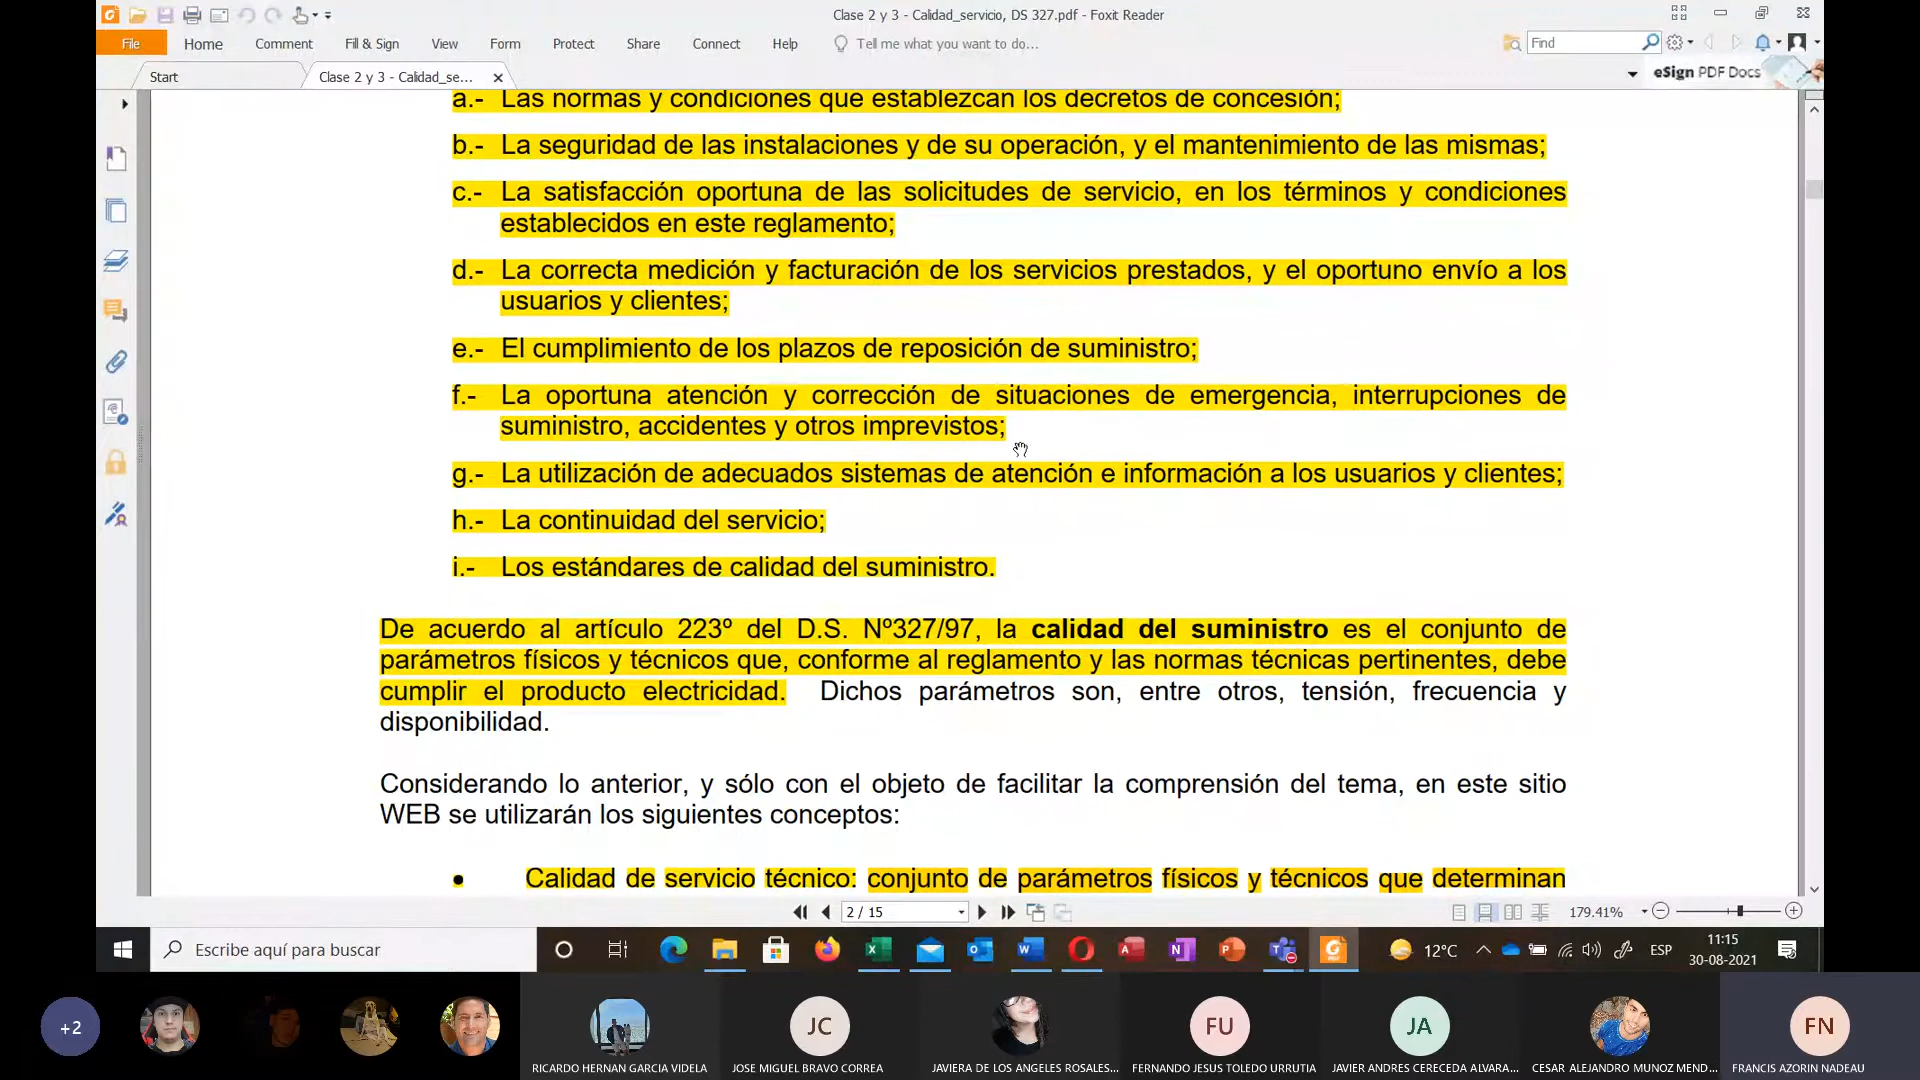 Clase 2 y 3 - Calidad_servicio, DS 327.pdf - Foxit Reader
File Home Comment Fill & Sign View Form Protect Share Connect Help Tell me what you want to do... Find
Start Clase 2 y 3 - Calidad_se... eSign PDF Docs
a.- Las normas y condiciones que establezcan los decretos de concesión;
b.- La seguridad de las instalaciones y de su operación, y el mantenimiento de las mismas;
c.- La satisfacción oportuna de las solicitudes de servicio, en los términos y condiciones
establecidos en este reglamento;
d.- La correcta medición y facturación de los servicios prestados, y el oportuno envío a los
usuarios y clientes;
e.- El cumplimiento de los plazos de reposición de suministro;
f.- La oportuna atención y corrección de situaciones de emergencia, interrupciones de
suministro, accidentes y otros imprevistos;
g.- La utilización de adecuados sistemas de atención e información a los usuarios y clientes;
h.- La continuidad del servicio;
i.- Los estándares de calidad del suministro.
De acuerdo al artículo 223º del D.S. Nº327/97, la calidad del suministro es el conjunto de
parámetros físicos y técnicos que, conforme al reglamento y las normas técnicas pertinentes, debe
cumplir el producto electricidad. Dichos parámetros son, entre otros, tensión, frecuencia y
disponibilidad.
Considerando lo anterior, y sólo con el objeto de facilitar la comprensión del tema, en este sitio
WEB se utilizarán los siguientes conceptos:
• Calidad de servicio técnico: conjunto de parámetros físicos y técnicos que determinan
2 / 15 179.41%
Escribe aquí para buscar 12°C ESP 11:15
30-08-2021
+2 JC FU JA FN
RICARDO HERNAN GARCIA VIDELA JOSE MIGUEL BRAVO CORREA JAVIERA DE LOS ANGELES ROSALES... FERNANDO JESUS TOLEDO URRUTIA JAVIER ANDRES CERECEDA ALVARA... CESAR ALEJANDRO MUNOZ MEND... FRANCIS AZORIN NADEAU